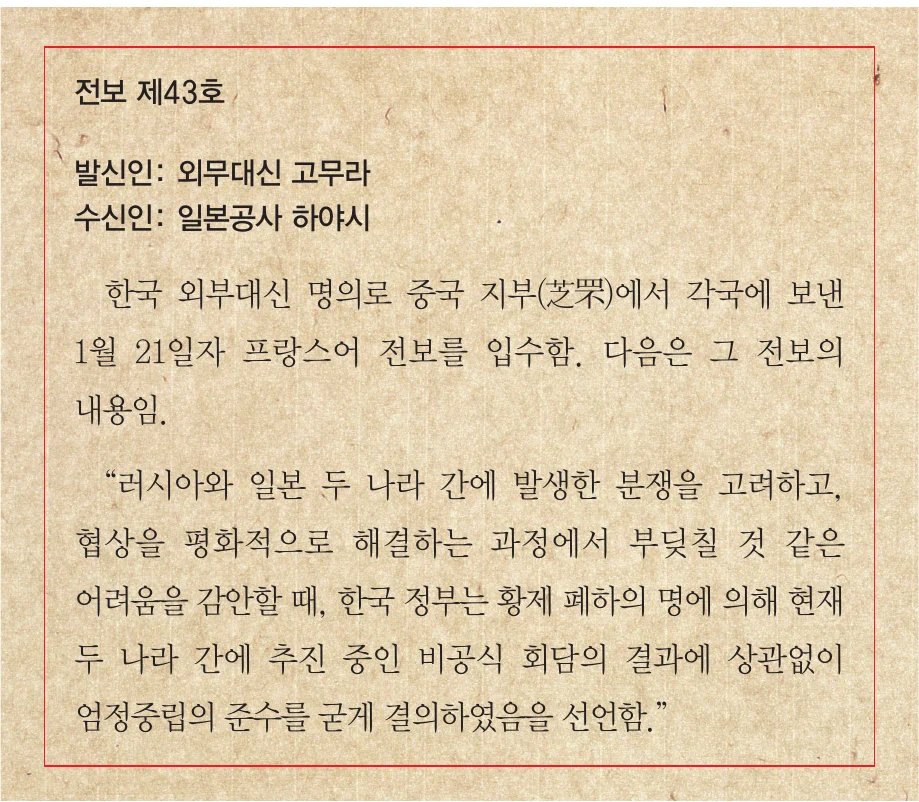 전보 제43호
발신인: 외무대신 고무라
수신인: 일본공사 하야시
한국 외부대신 명의로 중국 지부(芝罘)에서 각국에 보낸
1월 21일자 프랑스어 전보를 입수함. 다음은 그 전보의
내용임.
“러시아와 일본 두 나라 간에 발생한 분쟁을 고려하고,
협상을 평화적으로 해결하는 과정에서 부딪칠 것 같은
어려움을 감안할 때, 한국 정부는 황제 폐하의 명에 의해 현재
두 나라 간에 추진 중인 비공식 회담의 결과에 상관없이
엄정중립의 준수를 굳게 결의하였음을 선언함.”